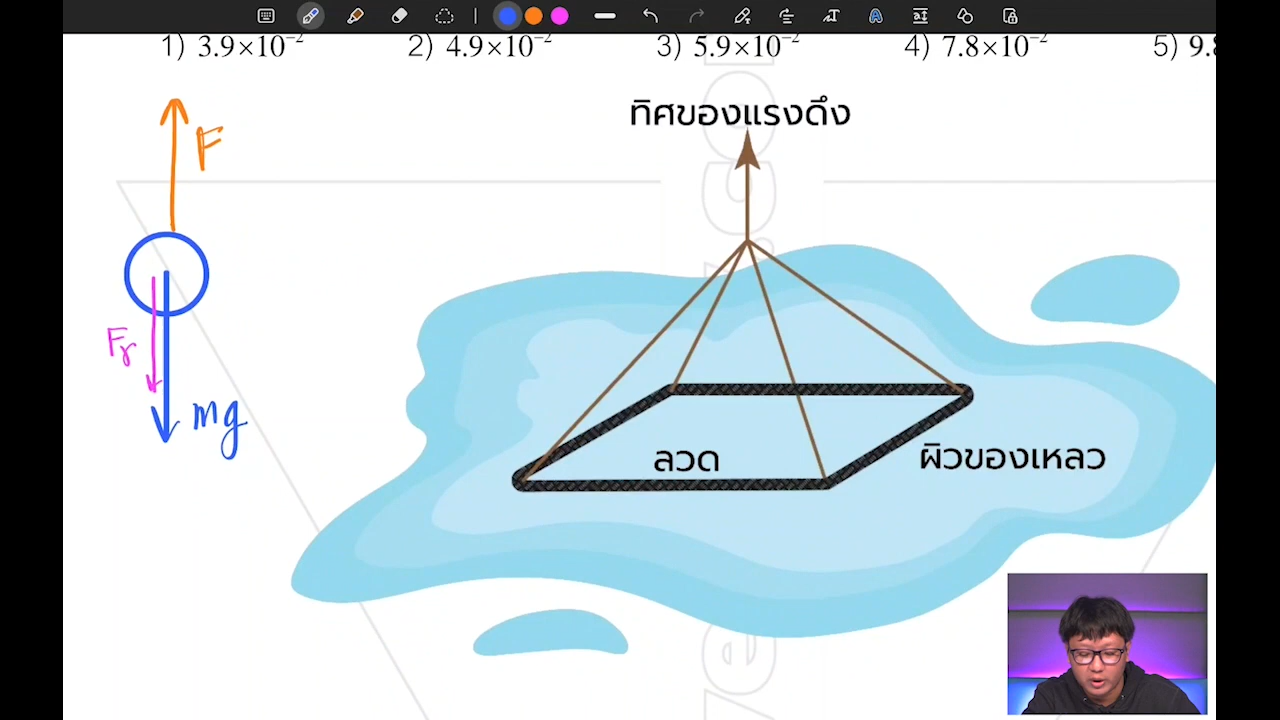 1) 3.9×10⁻² 2) 4.9×10⁻² 3) 5.9×10⁻² 4) 7.8×10⁻² 5) 9.8
ทิศของแรงดึง
F
Fγ
mg
ลวด
ผิวของเหลว